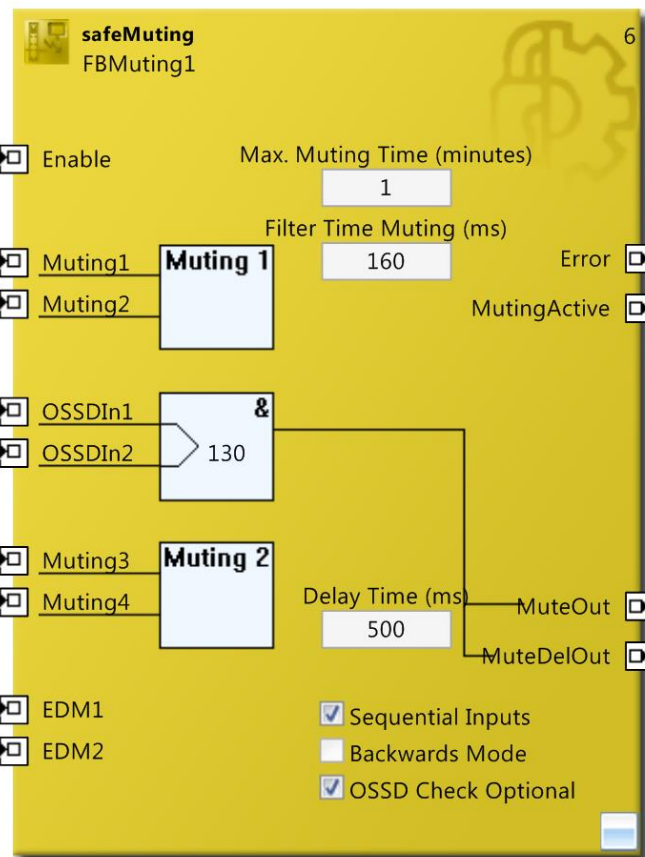 safeMuting
6
FBMuting1
Enable
Max. Muting Time (minutes)
1
Filter Time Muting (ms)
160
Muting1
Muting2
Muting 1
Error
MutingActive
OSSDIn1
OSSDIn2
&
130
Muting3
Muting4
Muting 2
Delay Time (ms)
500
MuteOut
MuteDelOut
EDM1
EDM2
Sequential Inputs
Backwards Mode
OSSD Check Optional